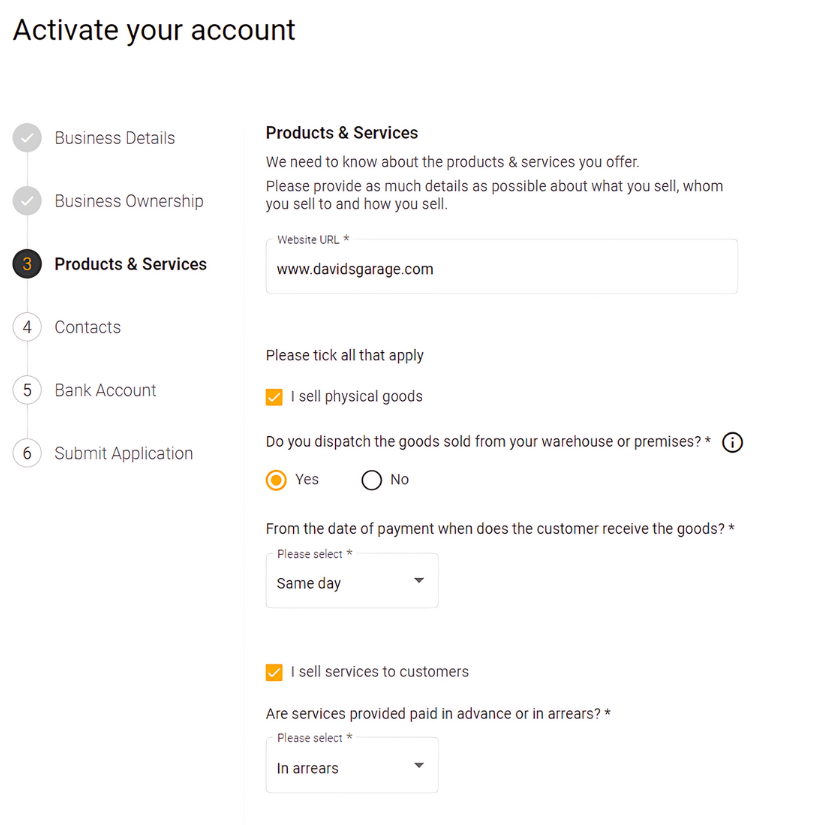 Activate your account
Business Details
Business Ownership
3 Products & Services
4 Contacts
5 Bank Account
6 Submit Application
Products & Services
We need to know about the products & services you offer.
Please provide as much details as possible about what you sell, whom
you sell to and how you sell.
Website URL *
www.davidsgarage.com
Please tick all that apply
I sell physical goods
Do you dispatch the goods sold from your warehouse or premises? *
Yes No
From the date of payment when does the customer receive the goods? *
Please select *
Same day
I sell services to customers
Are services provided paid in advance or in arrears? *
Please select *
In arrears